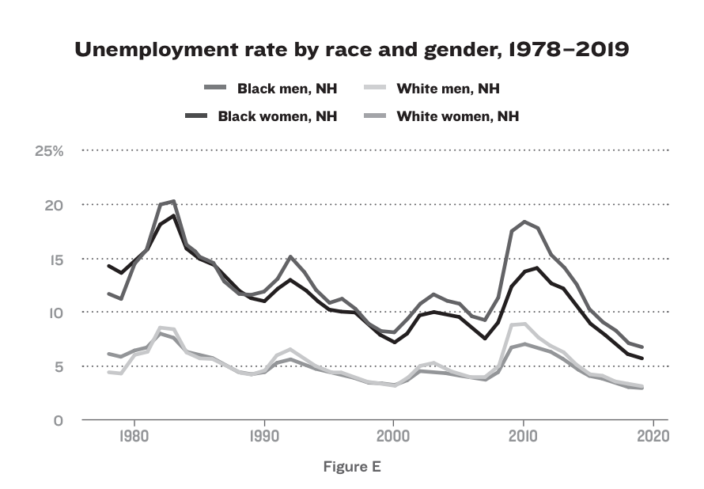 Unemployment rate by race and gender, 1978–2019
Black men, NH
White men, NH
Black women, NH
White women, NH
25%
20
15
10
5
0
1980
1990
2000
2010
2020
Figure E